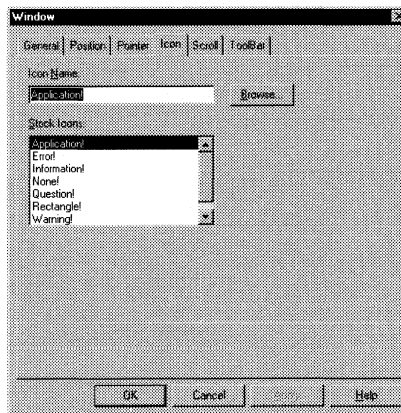 Window
General Position Pointer Icon Scroll ToolBar
Icon Name:
Application! Browse...
Stock Icons:
Application!
Error!
Information!
None!
Question!
Rectangle!
Warning!
OK Cancel Apply Help